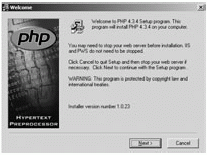 Welcome
Welcome to PHP 4.3.4 Setup program. This
program will install PHP 4.3.4 on your computer.
php
You may need to stop your web server before installation. IIS
and PWS do not need to be stopped.
Click Cancel to quit Setup and then stop your web server if
necessary. Click Next to continue with the Setup program.
WARNING: This program is protected by copyright law and
international treaties.
Installer version number 1.0.23
HYPERTEXT
PREPROCESSOR
Next >
Cancel